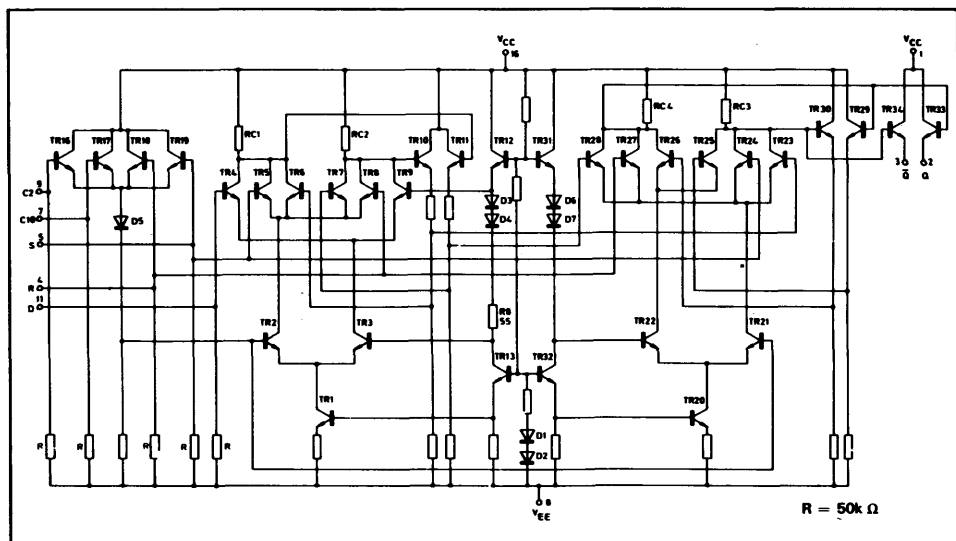 VCC
16
VCC
1
RC1
RC2
RC4
RC3
TR16
TR17
TR18
TR19
TR4
TR5
TR6
TR7
TR8
TR9
TR10
TR11
TR12
TR31
TR28
TR27
TR26
TR25
TR24
TR23
TR30
TR29
TR34
TR33
C2
9
7
S
5
R
4
D
11
D5
D3
D4
D6
D7
3
2
Q̅
Q
R8
55
TR2
TR3
TR13
TR32
TR22
TR21
TR1
TR20
D1
D2
R
R
R
R
R
8
VEE
R = 50k Ω